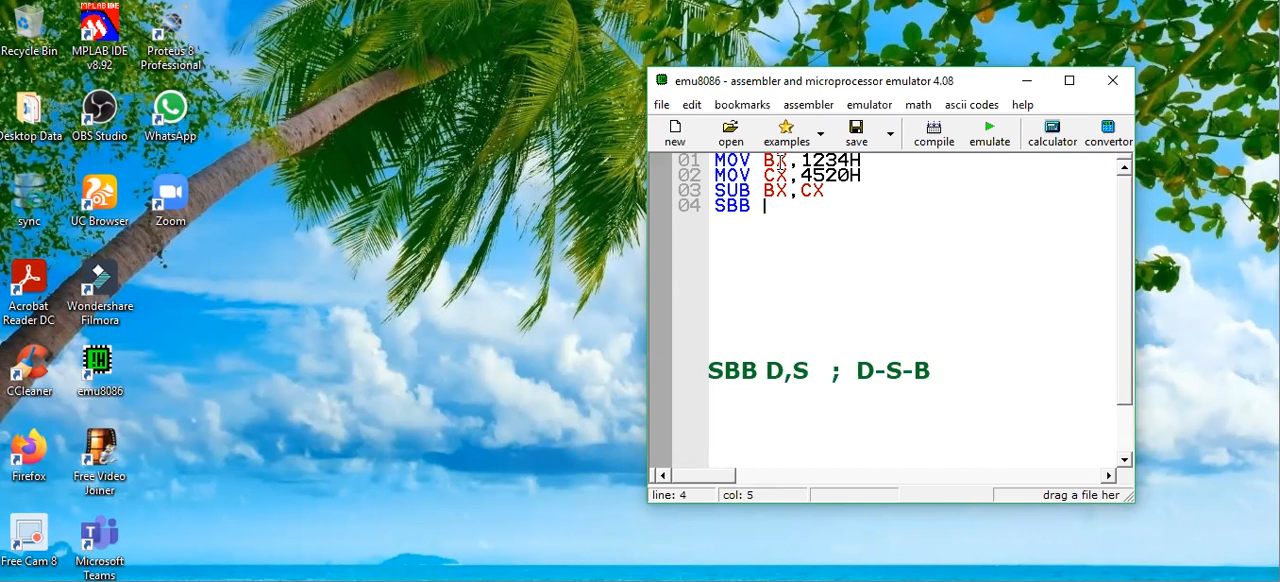 Recycle Bin
MPLAB IDE
MPLAB IDE
v8.92
Proteus 8
Professional
Desktop Data
OBS Studio
WhatsApp
sync
UC Browser
Zoom
Acrobat
Reader DC
Wondershare
Filmora
CCleaner
emu8086
Firefox
Free Video
Joiner
Free Cam 8
Microsoft
Teams
emu8086 - assembler and microprocessor emulator 4.08
file edit bookmarks assembler emulator math ascii codes help
new open examples save compile emulate calculator convertor
01 MOV BX,1234H
02 MOV CX,4520H
03 SUB BX,CX
04 SBB
SBB D,S ; D-S-B
line: 4 col: 5 drag a file her